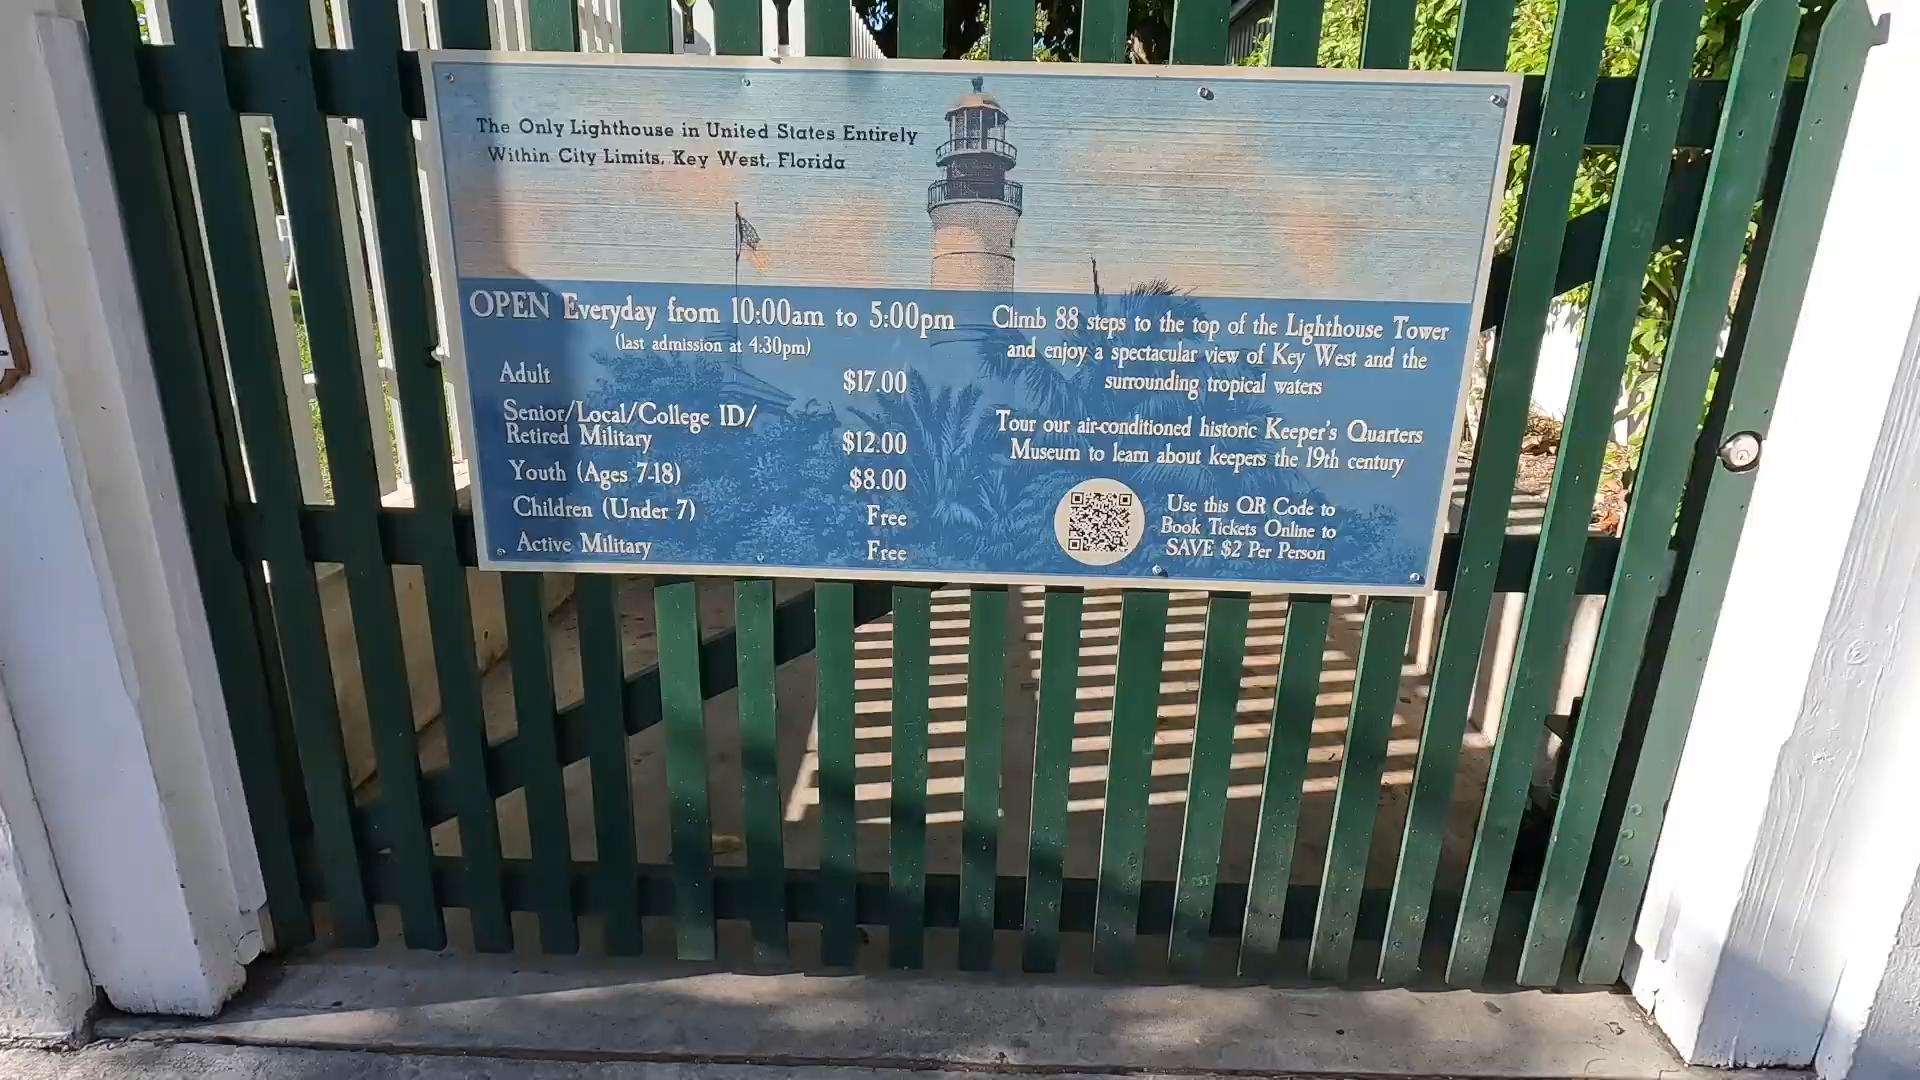 The Only Lighthouse in United States Entirely
Within City Limits, Key West, Florida
OPEN Everyday from 10:00am to 5:00pm
(last admission at 4:30pm)
Adult $17.00
Senior/Local/College ID/
Retired Military $12.00
Youth (Ages 7-18) $8.00
Children (Under 7) Free
Active Military Free
Climb 88 steps to the top of the Lighthouse Tower
and enjoy a spectacular view of Key West and the
surrounding tropical waters
Tour our air-conditioned historic Keeper's Quarters
Museum to learn about keepers the 19th century
Use this QR Code to
Book Tickets Online to
SAVE $2 Per Person